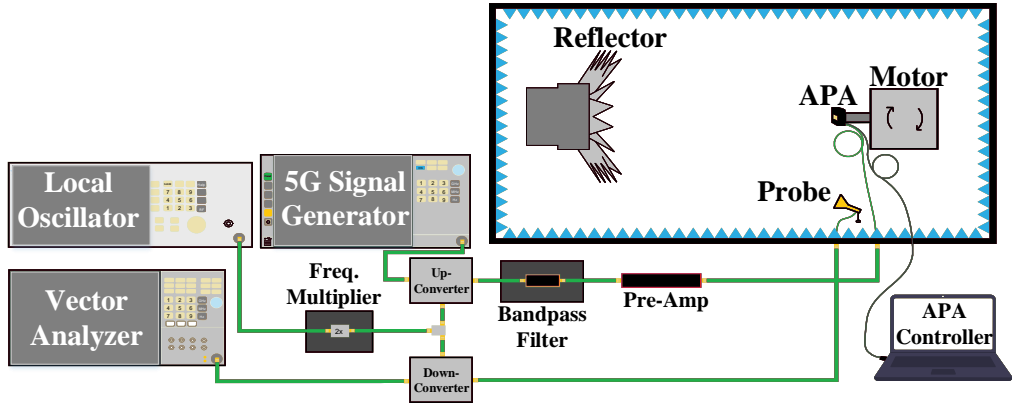 Reflector
Motor
APA
Probe
Local
Oscillator
5G Signal
Generator
Vector
Analyzer
Freq.
Multiplier
2x
Up-
Converter
Down-
Converter
Bandpass
Filter
Pre-Amp
APA
Controller